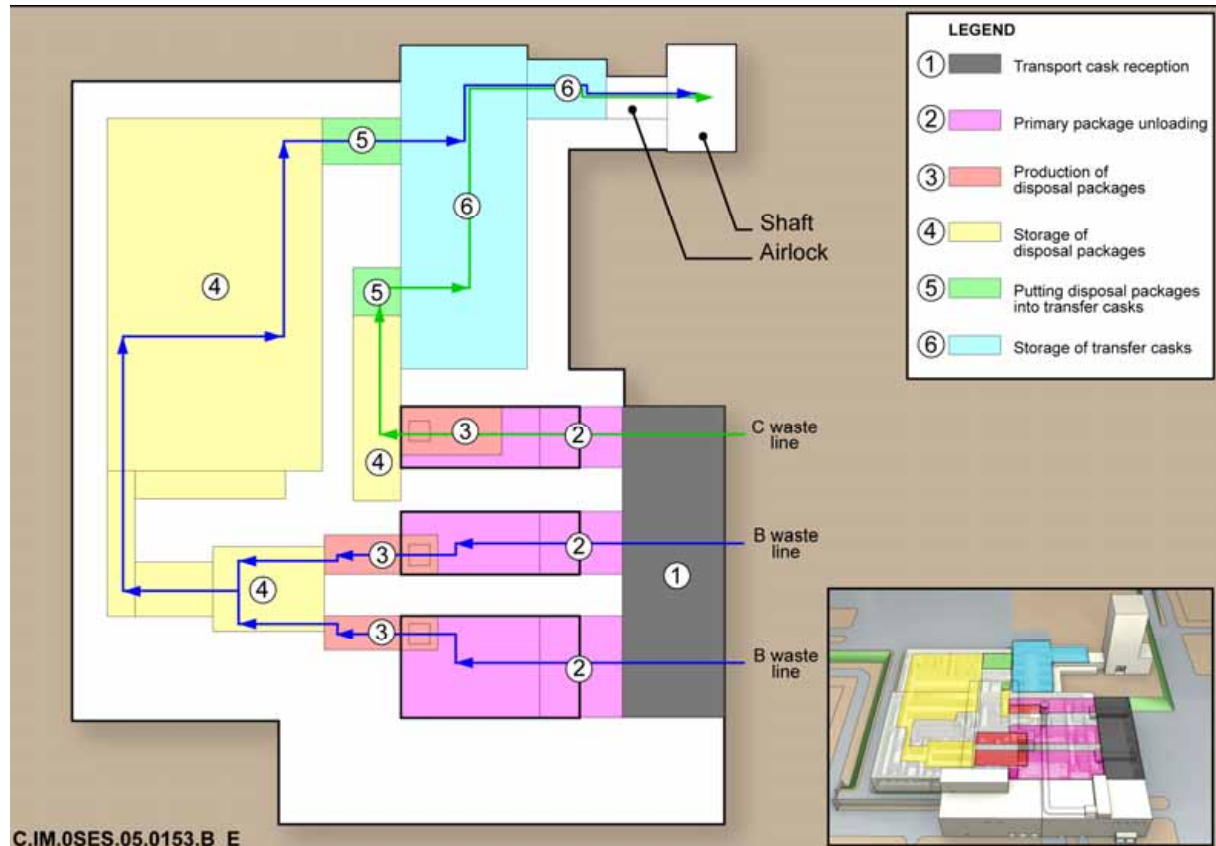 LEGEND
1 Transport cask reception
2 Primary package unloading
3 Production of
disposal packages
4 Storage of
disposal packages
5 Putting disposal packages
into transfer casks
6 Storage of transfer casks
6
5
6
Shaft
Airlock
4
5
3
2
C waste
line
4
3
2
B waste
line
1
4
3
2
B waste
line
C.IM.0SES.05.0153.B E